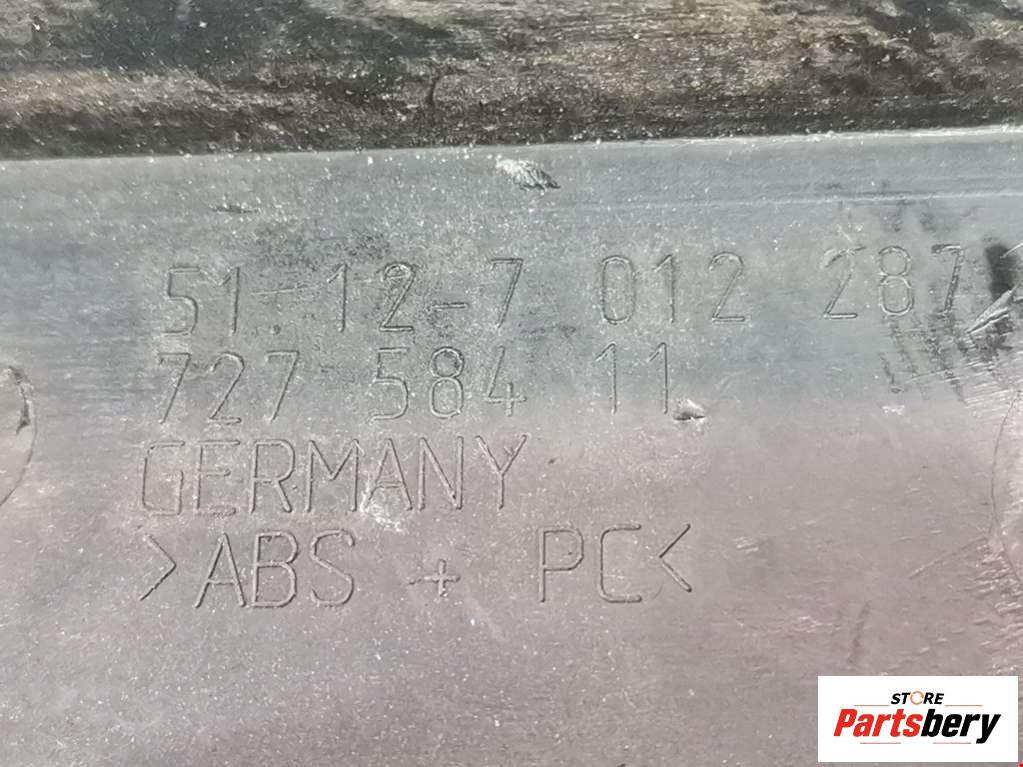 51.12-7 012 287
727 584 11
GERMANY
>ABS + PC<
STORE
Partsbery